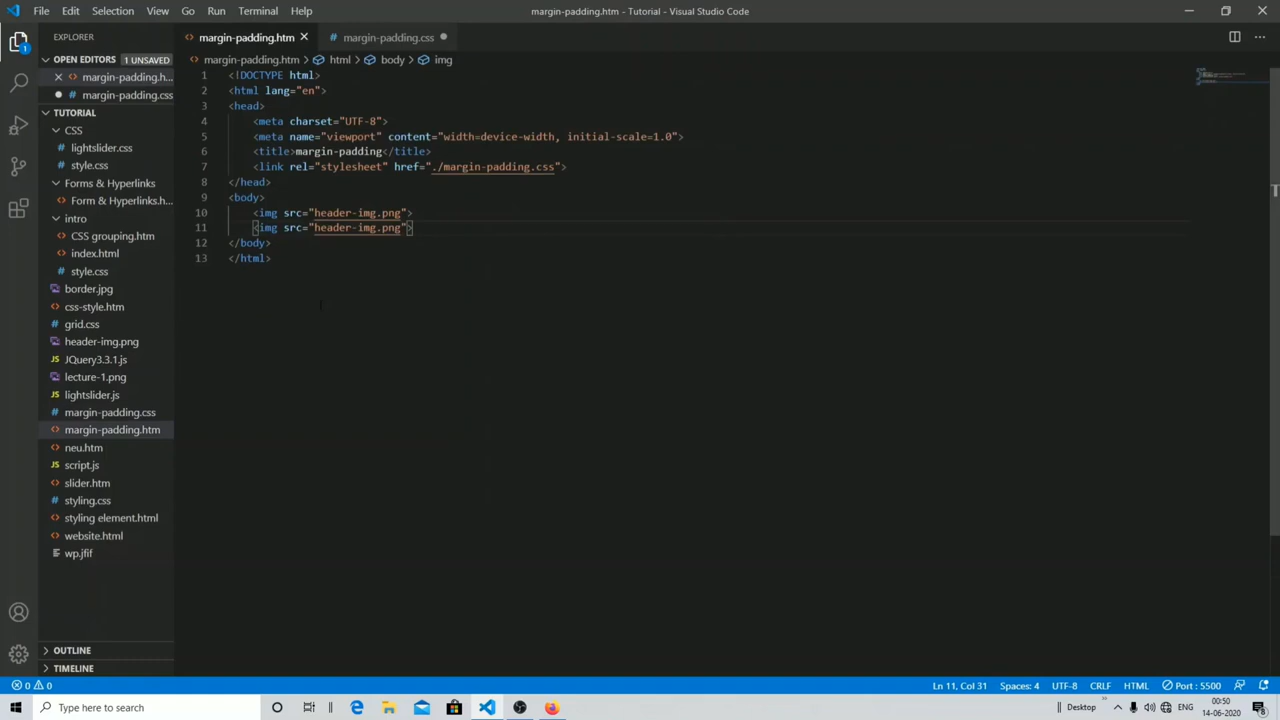 File Edit Selection View Go Run Terminal Help
margin-padding.htm - Tutorial - Visual Studio Code
EXPLORER
margin-padding.htm
margin-padding.css
OPEN EDITORS 1 UNSAVED
margin-padding.htm > html > body > img
margin-padding.h...
margin-padding.css
TUTORIAL
CSS
lightslider.css
style.css
Forms & Hyperlinks
Form & Hyperlinks.h...
intro
CSS grouping.htm
index.html
style.css
border.jpg
css-style.htm
grid.css
header-img.png
JQuery3.3.1.js
lecture-1.png
lightslider.js
margin-padding.css
margin-padding.htm
neu.htm
script.js
slider.htm
styling.css
styling element.html
website.html
wp.jfif
OUTLINE
TIMELINE
1
1 <!DOCTYPE html>
2 <html lang="en">
3 <head>
4 <meta charset="UTF-8">
5 <meta name="viewport" content="width=device-width, initial-scale=1.0">
6 <title>margin-padding</title>
7 <link rel="stylesheet" href="./margin-padding.css">
8 </head>
9 <body>
10 <img src="header-img.png">
11 <img src="header-img.png">
12 </body>
13 </html>
0 0
Ln 11, Col 31 Spaces: 4 UTF-8 CRLF HTML Port : 5500
Type here to search
Desktop
ENG
00:50
14-06-2020